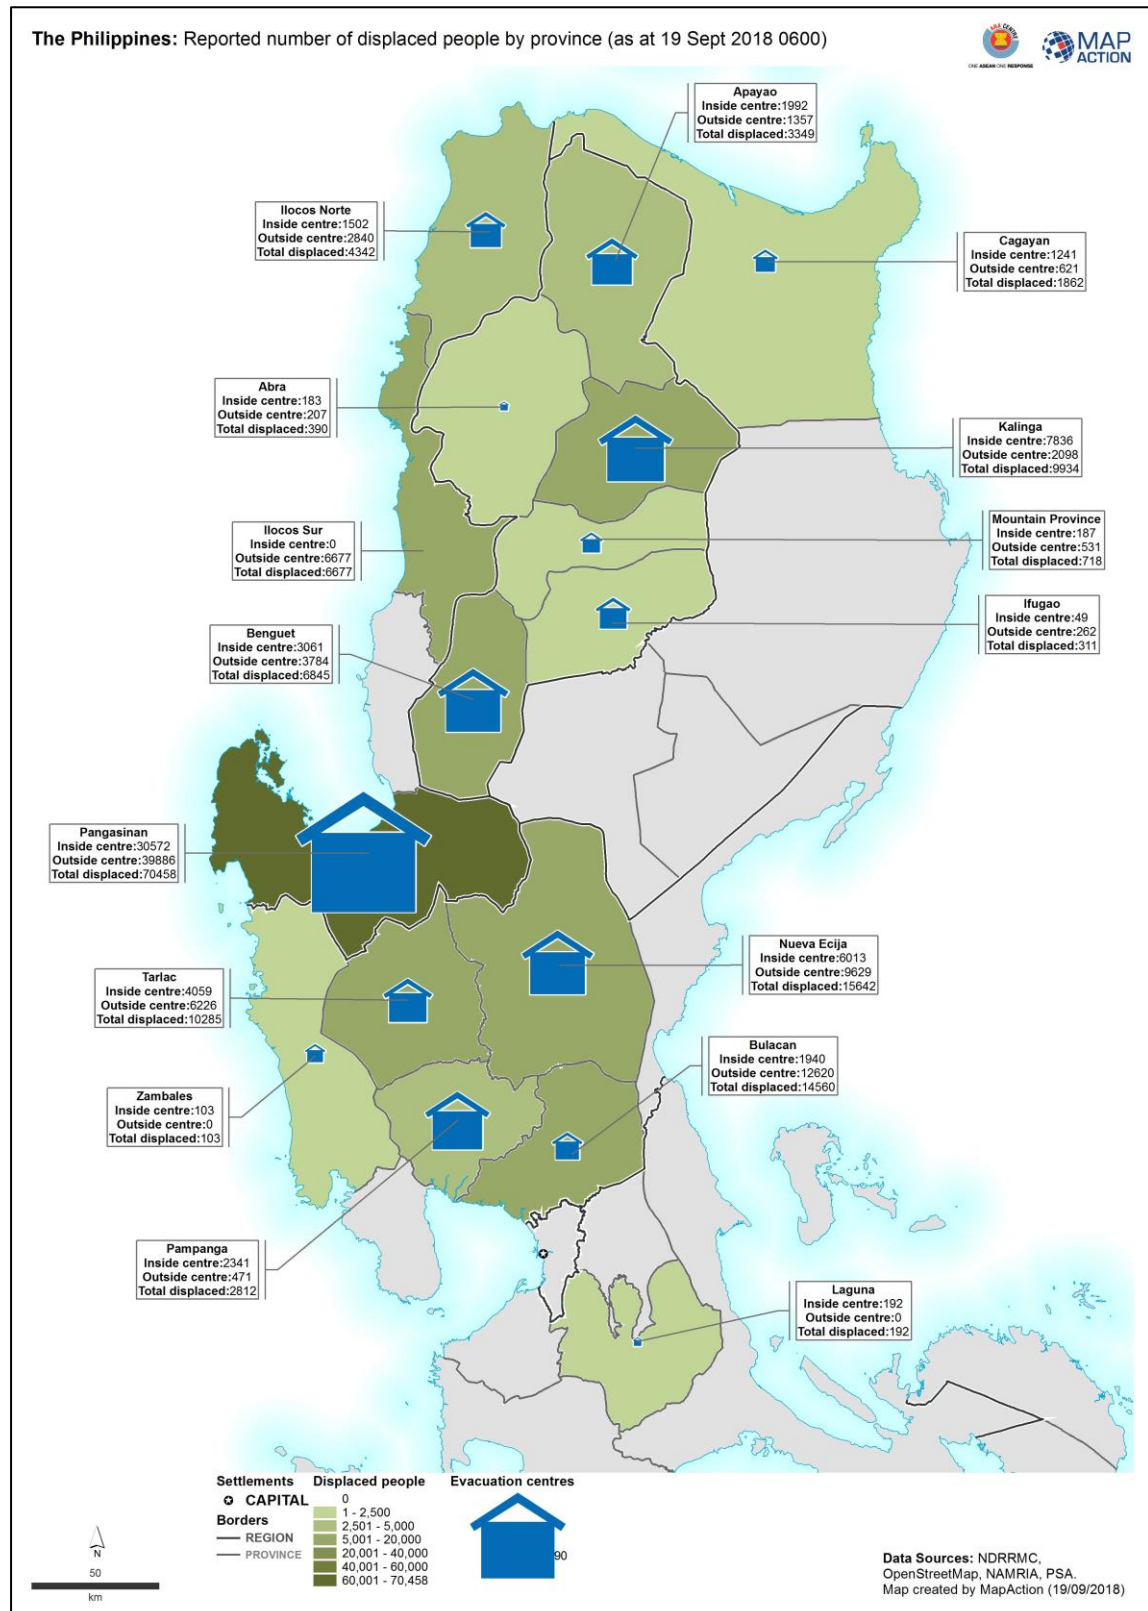 The Philippines: Reported number of displaced people by province (as at 19 Sept 2018 0600)
AHA CENTRE
ONE ASEAN ONE RESPONSE
MAP
ACTION
Apayao
Inside centre:1992
Outside centre:1357
Total displaced:3349
Ilocos Norte
Inside centre:1502
Outside centre:2840
Total displaced:4342
Cagayan
Inside centre:1241
Outside centre:621
Total displaced:1862
Abra
Inside centre:183
Outside centre:207
Total displaced:390
Kalinga
Inside centre:7836
Outside centre:2098
Total displaced:9934
Ilocos Sur
Inside centre:0
Outside centre:6677
Total displaced:6677
Mountain Province
Inside centre:187
Outside centre:531
Total displaced:718
Ifugao
Inside centre:49
Outside centre:262
Total displaced:311
Benguet
Inside centre:3061
Outside centre:3784
Total displaced:6845
Pangasinan
Inside centre:30572
Outside centre:39886
Total displaced:70458
Nueva Ecija
Inside centre:6013
Outside centre:9629
Total displaced:15642
Tarlac
Inside centre:4059
Outside centre:6226
Total displaced:10285
Bulacan
Inside centre:1940
Outside centre:12620
Total displaced:14560
Zambales
Inside centre:103
Outside centre:0
Total displaced:103
Pampanga
Inside centre:2341
Outside centre:471
Total displaced:2812
Laguna
Inside centre:192
Outside centre:0
Total displaced:192
Settlements
CAPITAL
Borders
REGION
PROVINCE
Displaced people
0
1 - 2,500
2,501 - 5,000
5,001 - 20,000
20,001 - 40,000
40,001 - 60,000
60,001 - 70,458
Evacuation centres
90
N
50
km
Data Sources: NDRRMC,
OpenStreetMap, NAMRIA, PSA.
Map created by MapAction (19/09/2018)